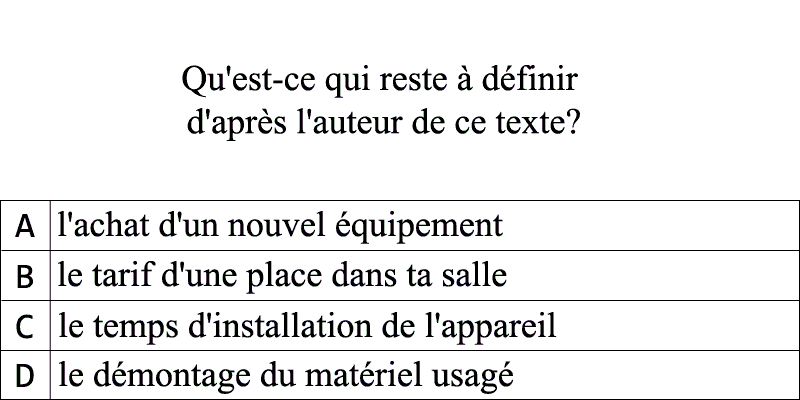 Qu'est-ce qui reste à définir
d'après l'auteur de ce texte?
A l'achat d'un nouvel équipement
B le tarif d'une place dans ta salle
C le temps d'installation de l'appareil
D le démontage du matériel usagé